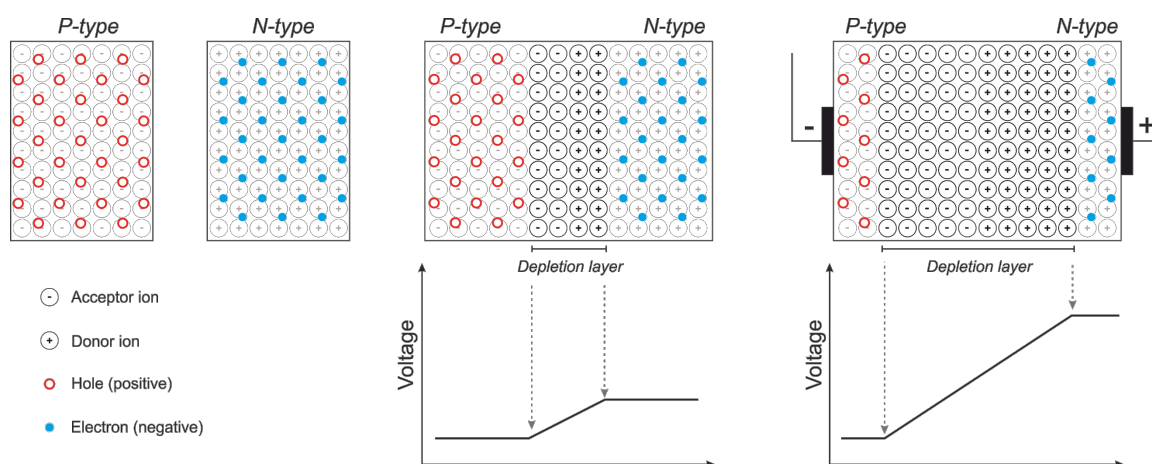 P-type
N-type
P-type
N-type
P-type
N-type
-
+
Depletion layer
Depletion layer
- Acceptor ion
+ Donor ion
Hole (positive)
Electron (negative)
Voltage
Voltage